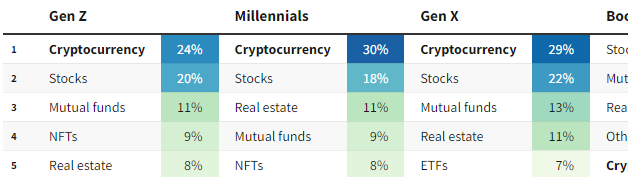 Gen Z Millennials Gen X Boo
1 Cryptocurrency 24% Cryptocurrency 30% Cryptocurrency 29% Stoc
2 Stocks 20% Stocks 18% Stocks 22% Mut
3 Mutual funds 11% Real estate 11% Mutual funds 13% Rea
4 NFTs 9% Mutual funds 9% Real estate 11% Oth
5 Real estate 8% NFTs 8% ETFs 7% Cry